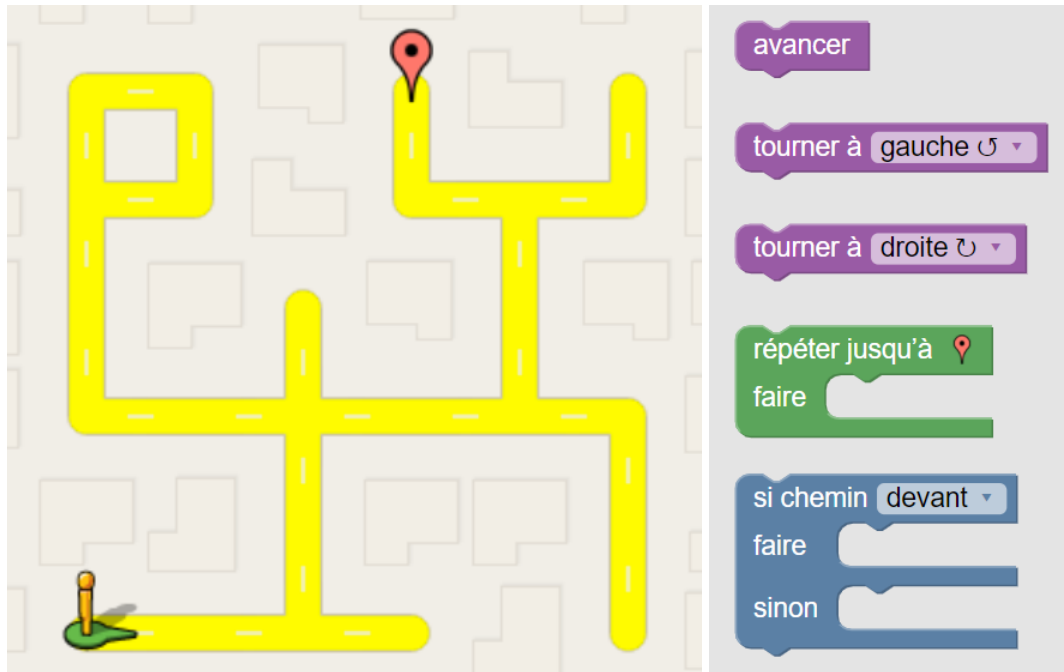 avancer
tourner à gauche ↺ ▼
tourner à droite ↻ ▼
répéter jusqu’à
faire
si chemin devant ▼
faire
sinon